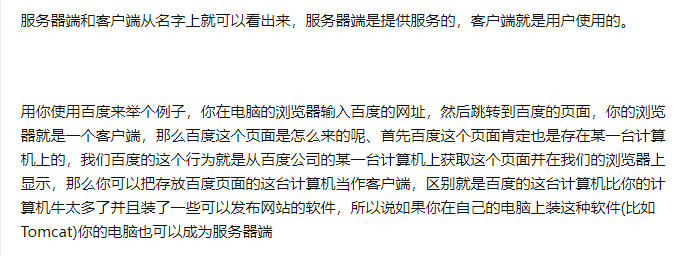 服务器端和客户端从名字上就可以看出来，服务器端是提供服务的，客户端就是用户使用的。
用你使用百度来举个例子，你在电脑的浏览器输入百度的网址，然后跳转到百度的页面，你的浏览
器就是一个客户端，那么百度这个页面是怎么来的呢、首先百度这个页面肯定也是存在某一台计算
机上的，我们百度的这个行为就是从百度公司的某一台计算机上获取这个页面并在我们的浏览器上
显示，那么你可以把存放百度页面的这台计算机当作客户端，区别就是百度的这台计算机比你的计
算机牛太多了并且装了一些可以发布网站的软件，所以说如果你在自己的电脑上装这种软件(比如
Tomcat)你的电脑也可以成为服务器端